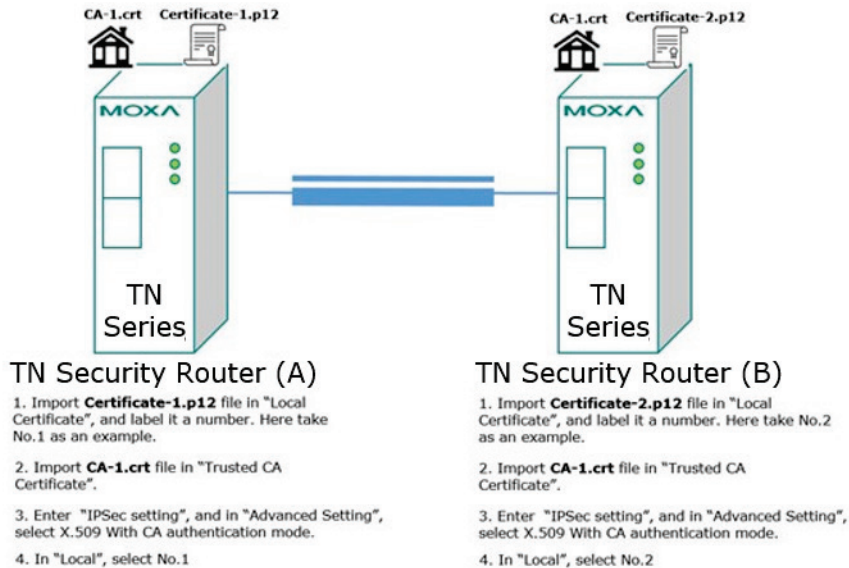 CA-1.crt Certificate-1.p12
MOXA
TN
Series
TN Security Router (A)
1. Import Certificate-1.p12 file in "Local
Certificate", and label it a number. Here take
No.1 as an example.
2. Import CA-1.crt file in "Trusted CA
Certificate".
3. Enter "IPSec setting", and in "Advanced Setting",
select X.509 With CA authentication mode.
4. In "Local", select No.1
CA-1.crt Certificate-2.p12
MOXA
TN
Series
TN Security Router (B)
1. Import Certificate-2.p12 file in "Local
Certificate", and label it a number. Here take No.2
as an example.
2. Import CA-1.crt file in "Trusted CA
Certificate".
3. Enter "IPSec setting", and in "Advanced Setting",
select X.509 With CA authentication mode.
4. In "Local", select No.2